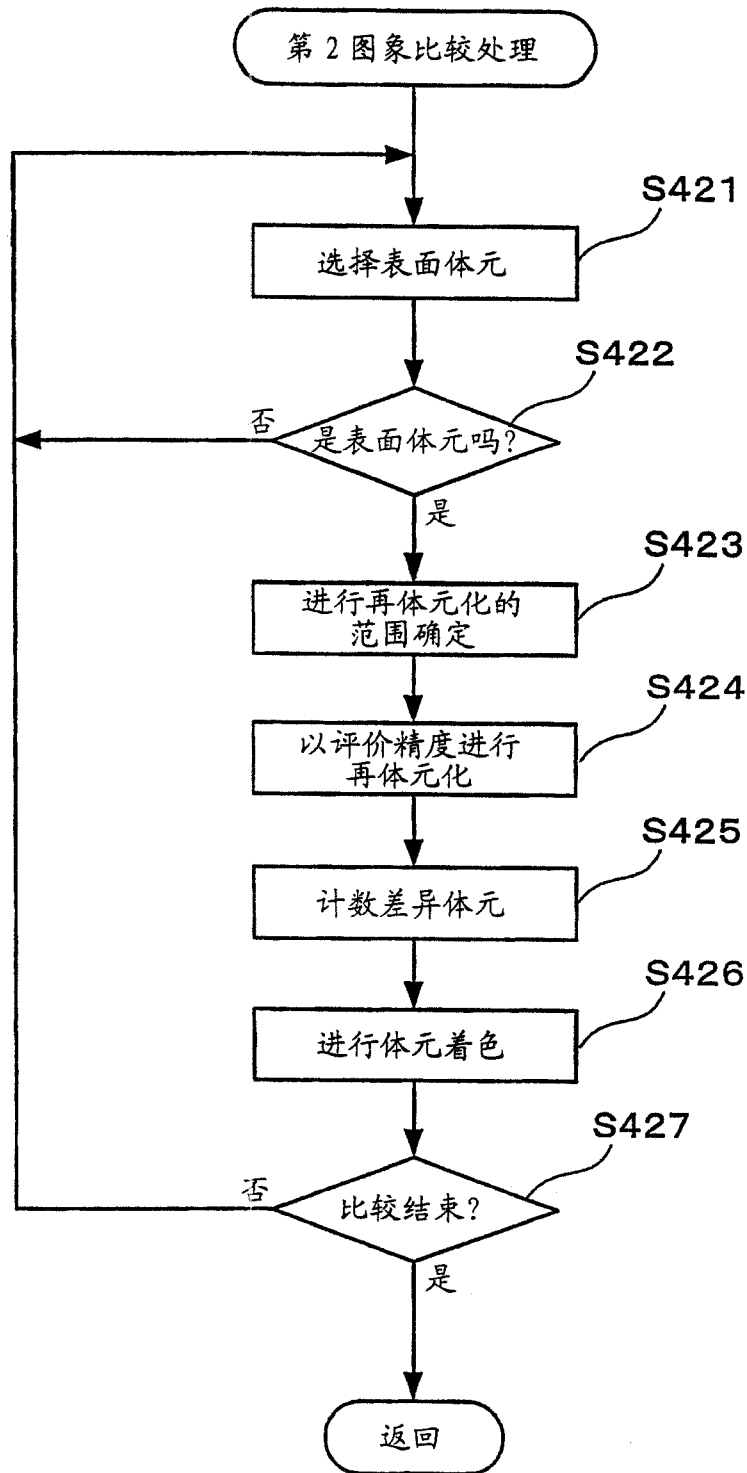 第2图象比较处理
S421
选择表面体元
S422
否
是表面体元吗?
是
S423
进行再体元化的
范围确定
S424
以评价精度进行
再体元化
S425
计数差异体元
S426
进行体元着色
S427
否
比较结束?
是
返回